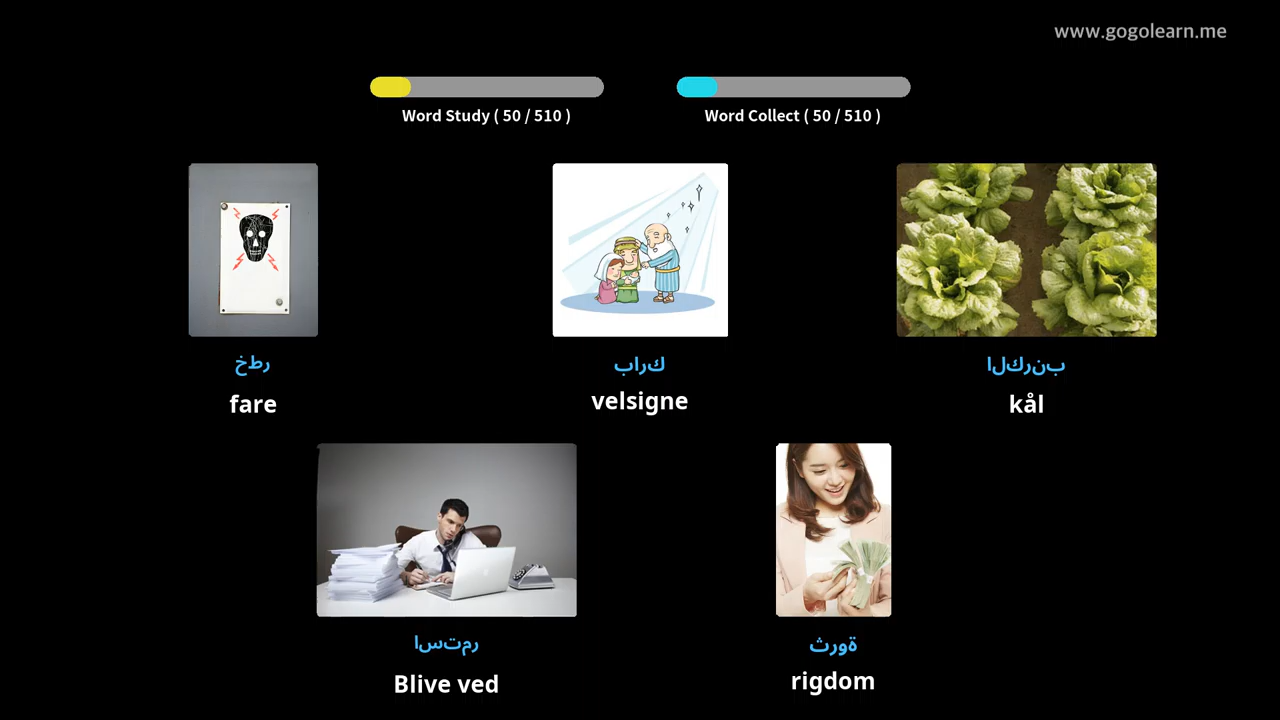 www.gogolearn.me
Word Study ( 50 / 510 )
Word Collect ( 50 / 510 )
خطر
fare
بارك
velsigne
الكرنب
kål
استمر
Blive ved
ثروة
rigdom